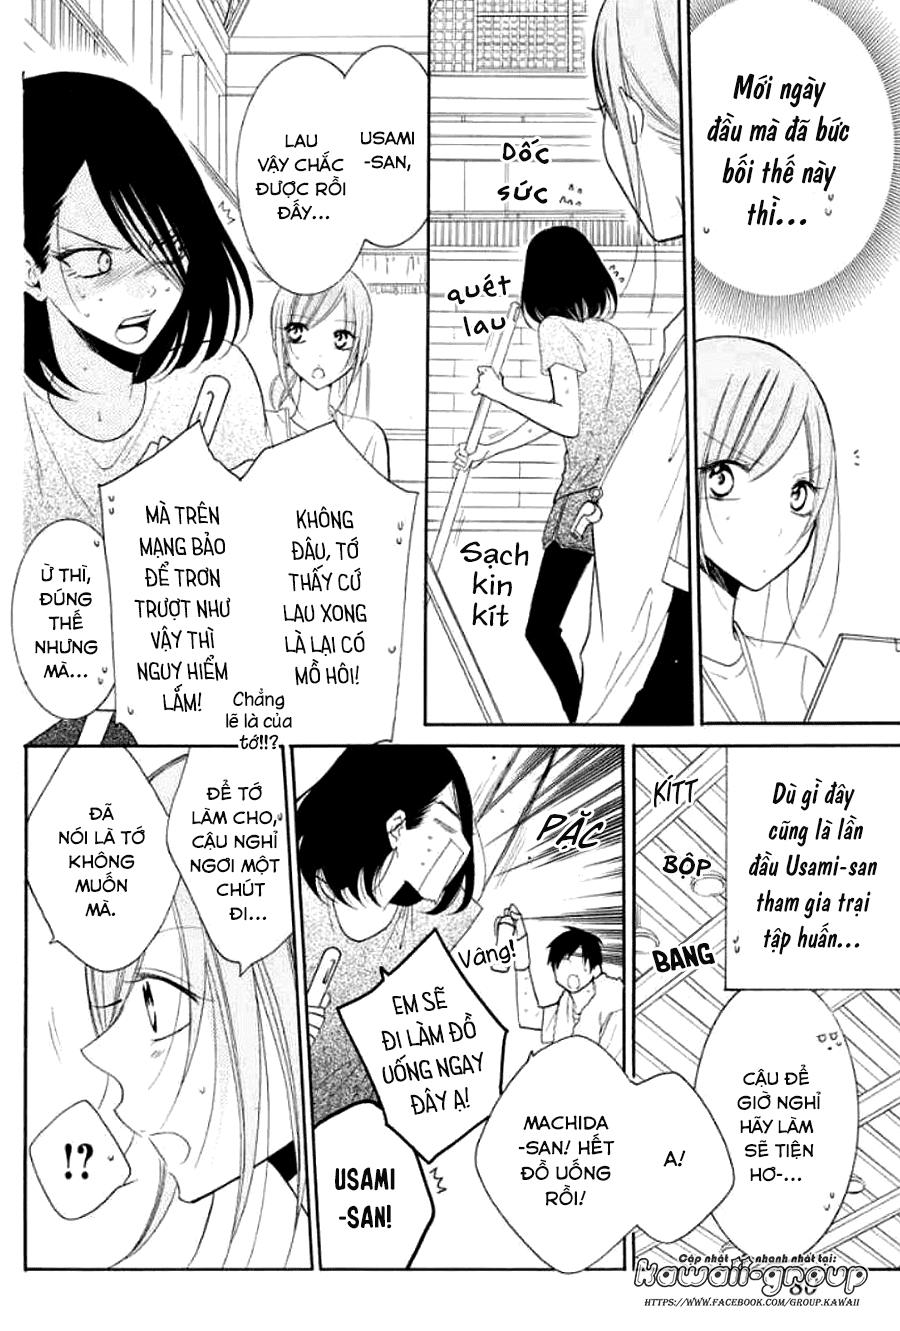 Mới ngày
đầu mà đã bức
bối thế này
thì...
Dốc
sức
quét
lau
Sạch
kin
kít
USAMI
-SAN,
LAU
VẬY CHẮC
ĐƯỢC RỒI
ĐẤY...
KHÔNG
ĐÂU, TỚ
THẤY CỨ
LAU XONG
LÀ LẠI CÓ
MỒ HÔI!
MÀ TRÊN
MẠNG BẢO
ĐỂ TRƠN
TRƯỢT NHƯ
VẬY THÌ
NGUY HIỂM
LẮM!
Ừ THÌ,
ĐÚNG
THẾ
NHƯNG
MÀ...
Dù gì đây
cũng là lần
đầu Usami-san
tham gia trại
tập huấn...
KÍTT
BỘP
BANG
CẬU ĐỂ
GIỜ NGHỈ
HÃY LÀM
SẼ TIỆN
HƠ-...
A!
MACHIDA
-SAN! HẾT
ĐỒ UỐNG
RỒI!
PẶC
Vâng!
EM SẼ
ĐI LÀM ĐỒ
UỐNG NGAY
ĐÂY Ạ!
USAMI
-SAN!
Chẳng
lẽ là của
tớ!!?
ĐỂ TỚ
LÀM CHO,
CẬU NGHỈ
NGƠI MỘT
CHÚT
ĐI...
ĐÃ
NÓI LÀ TỚ
KHÔNG
MUỐN
MÀ.
!?
Cập nhật nhanh nhất tại:
kawaii-group
HTTPS://WWW.FACEBOOK.COM/GROUP.KAWAII